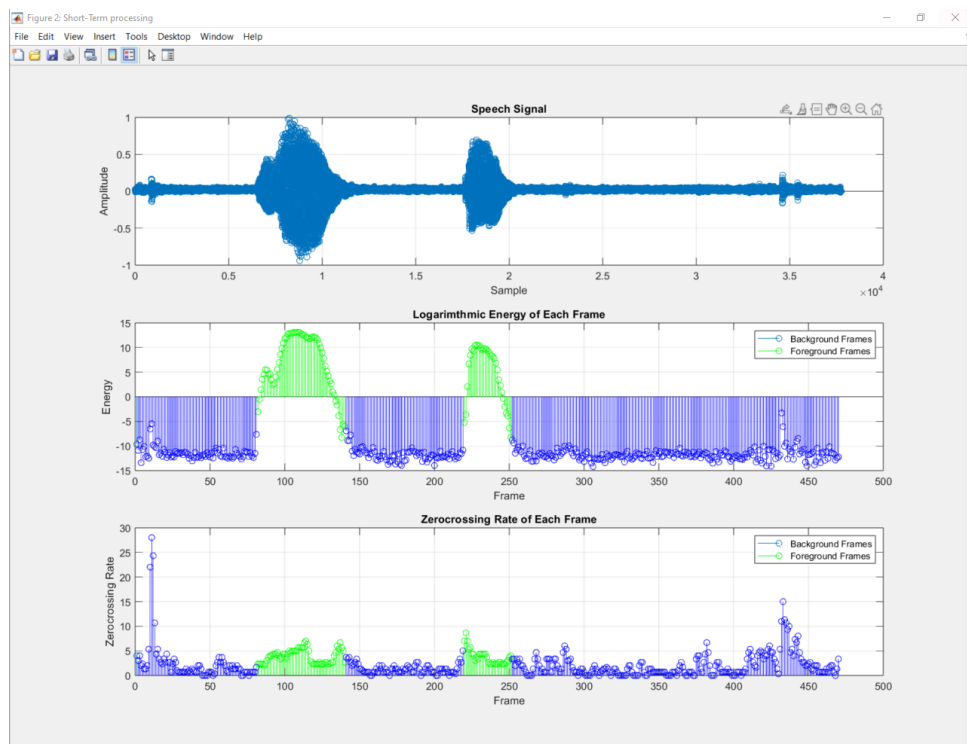 Figure 2: Short-Term processing
File Edit View Insert Tools Desktop Window Help
Speech Signal
1
0.5
0
-0.5
-1
Amplitude
0 0.5 1 1.5 2 2.5 3 3.5 4
Sample
×10⁴
Logarimthmic Energy of Each Frame
15
10
5
0
-5
-10
-15
Energy
Background Frames
Foreground Frames
0 50 100 150 200 250 300 350 400 450 500
Frame
Zerocrossing Rate of Each Frame
30
25
20
15
10
5
0
Zerocrossing Rate
Background Frames
Foreground Frames
0 50 100 150 200 250 300 350 400 450 500
Frame